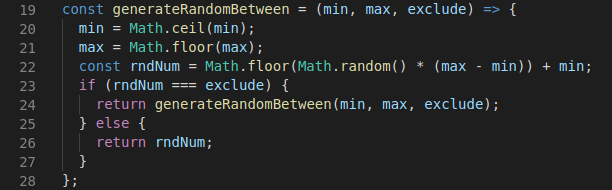 19 const generateRandomBetween = (min, max, exclude) => {
20   min = Math.ceil(min);
21   max = Math.floor(max);
22   const rndNum = Math.floor(Math.random() * (max - min)) + min;
23   if (rndNum === exclude) {
24     return generateRandomBetween(min, max, exclude);
25   } else {
26     return rndNum;
27   }
28 };